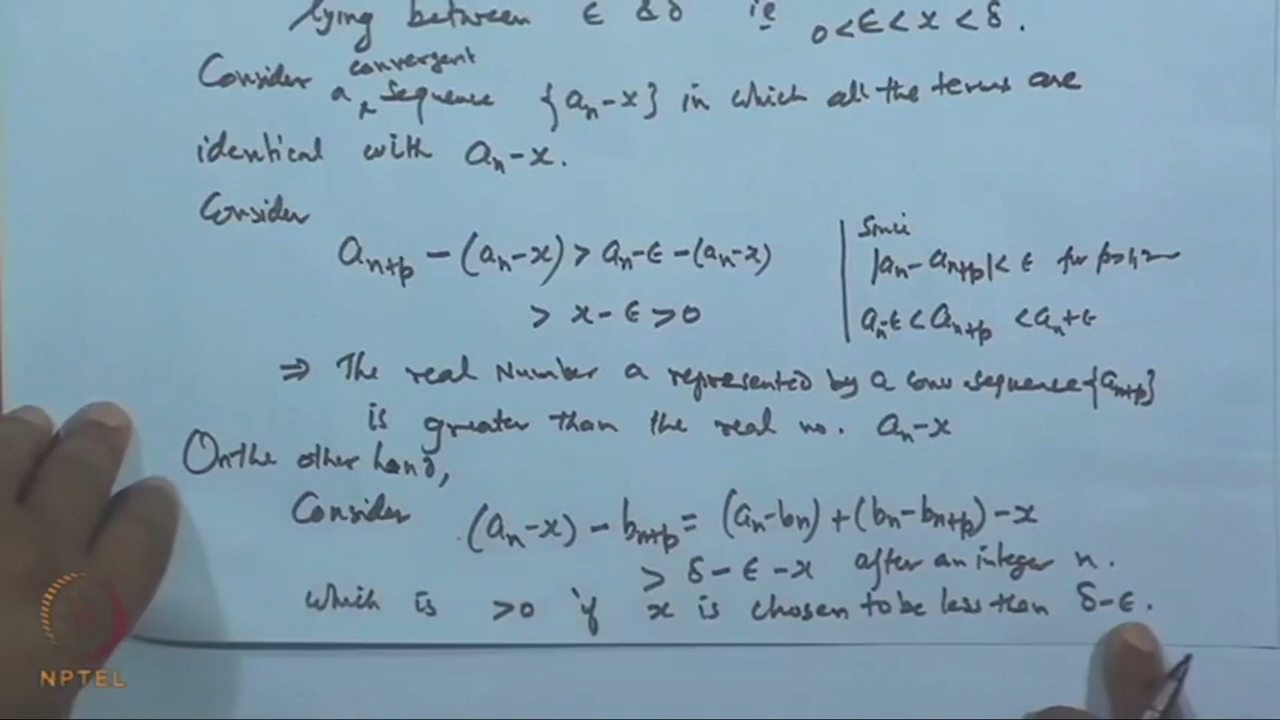 lying between ε & δ ie 0<ε<x<δ.
Consider a convergent sequence {aₙ-x} in which all the terms are
identical with aₙ-x.
Consider
aₙ₊ₚ - (aₙ-x) > aₙ-ε-(aₙ-x)
> x-ε>0
Since
|aₙ-aₙ₊ₚ|< ε for p=1,2
aₙ-ε<aₙ₊ₚ <aₙ+ε
⇒ The real Number a represented by a conv sequence {aₙ₊ₚ}
is greater than the real no. aₙ-x
On the other hand,
Consider (aₙ-x) - bₙ₊ₚ = (aₙ-bₙ)+(bₙ-bₙ₊ₚ)-x
> δ-ε-x after an integer n.
which is >0 if x is chosen to be less than δ-ε.
NPTEL